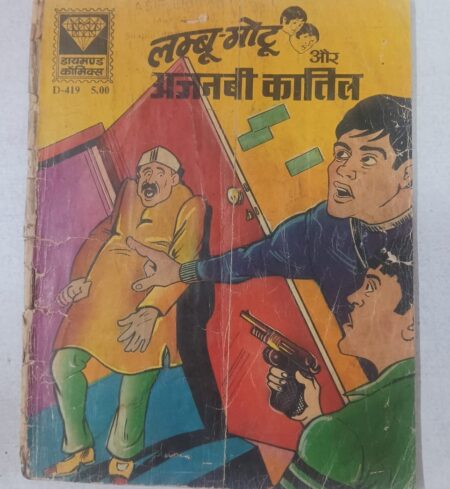 डायमण्ड
कॉमिक्स
D-419 5.00
लम्बू-मोटू
और
अजनबी कातिल